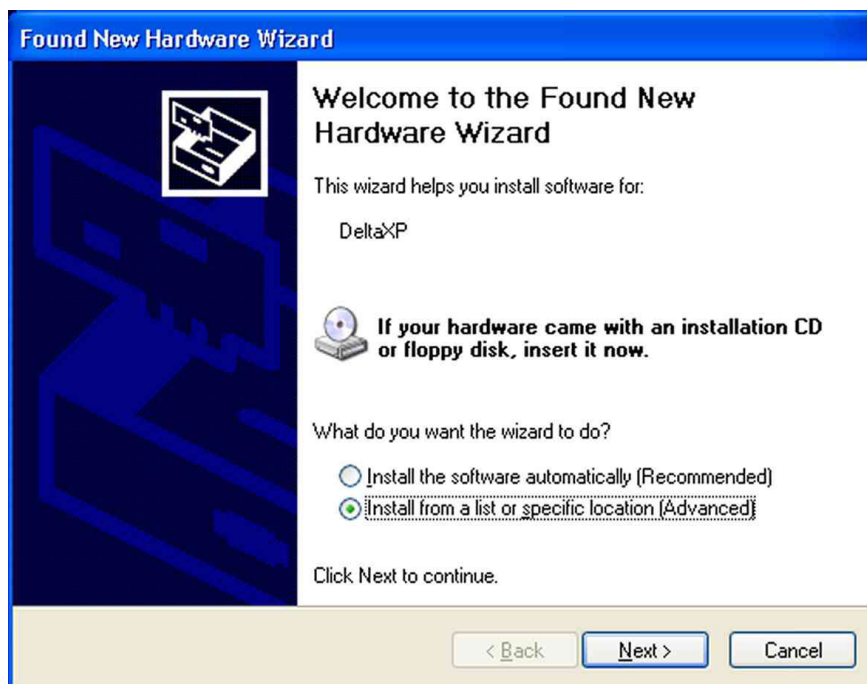 Found New Hardware Wizard
Welcome to the Found New
Hardware Wizard
This wizard helps you install software for:
DeltaXP
If your hardware came with an installation CD
or floppy disk, insert it now.
What do you want the wizard to do?
Install the software automatically (Recommended)
Install from a list or specific location (Advanced)
Click Next to continue.
< Back Next > Cancel